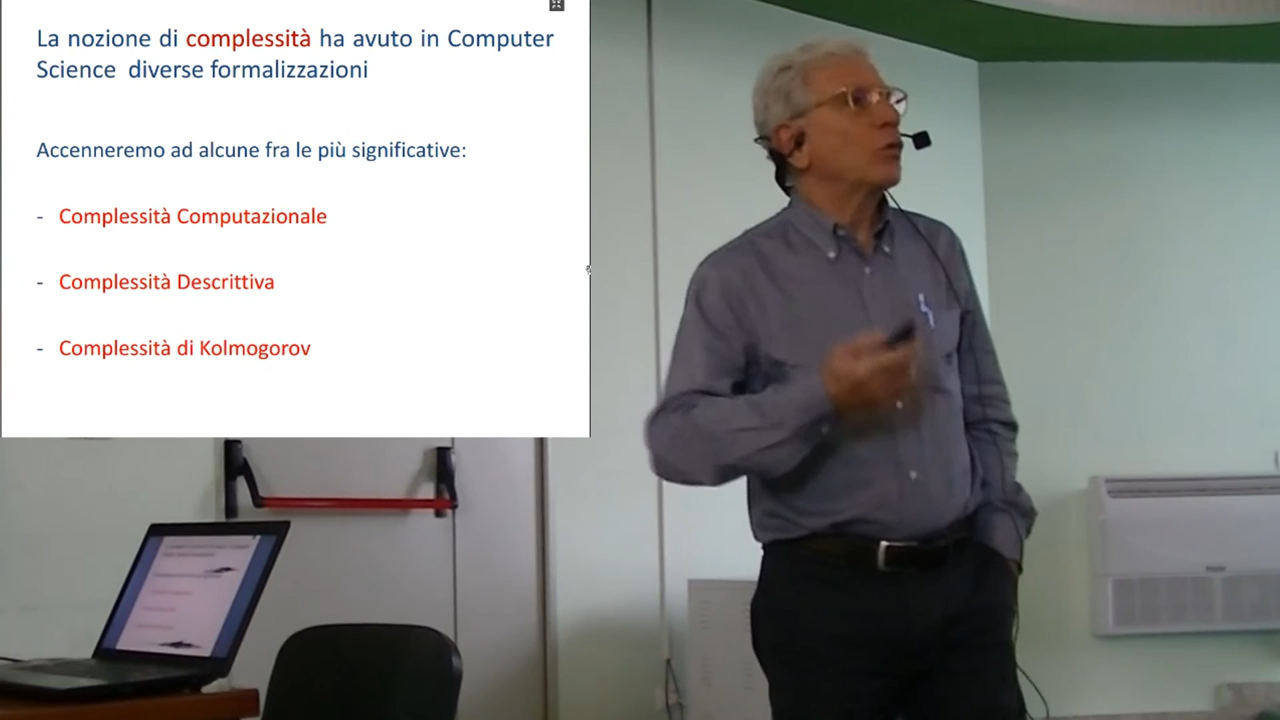 La nozione di complessità ha avuto in Computer
Science diverse formalizzazioni
Accenneremo ad alcune fra le più significative:
- Complessità Computazionale
- Complessità Descrittiva
- Complessità di Kolmogorov